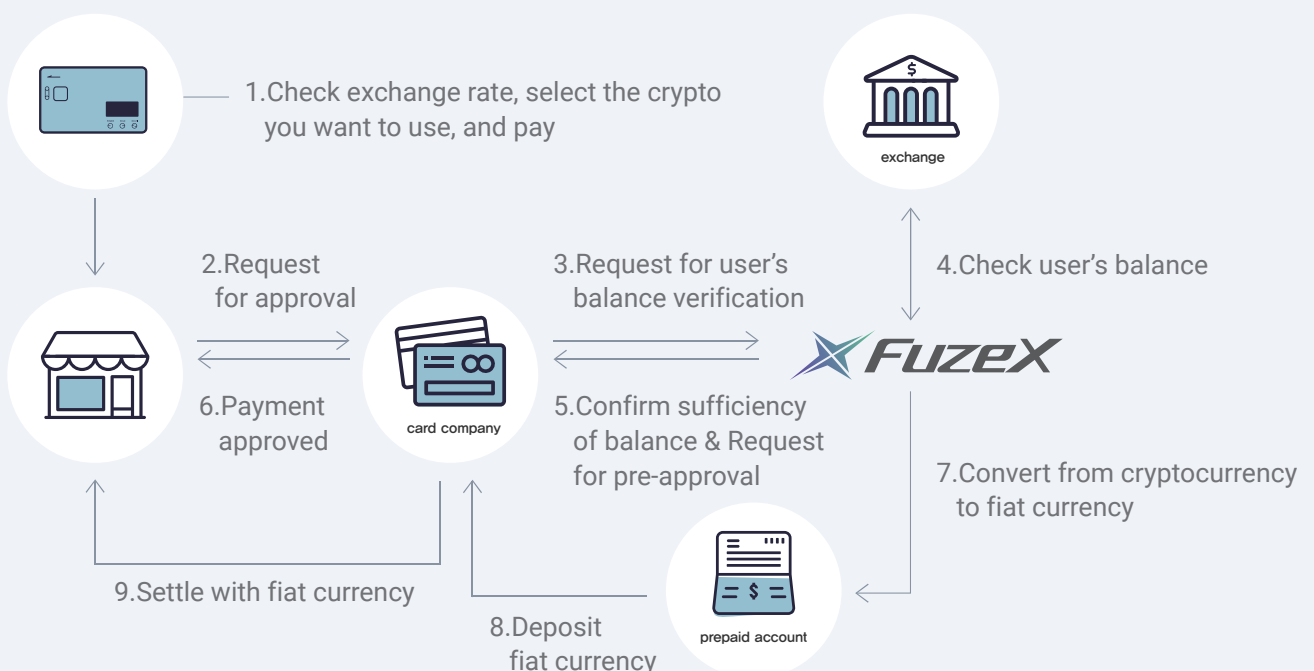 1.Check exchange rate, select the crypto
you want to use, and pay
$
exchange
2.Request
for approval
3.Request for user’s
balance verification
4.Check user’s balance
FuzeX
6.Payment
approved
card company
5.Confirm sufficiency
of balance & Request
for pre-approval
7.Convert from cryptocurrency
to fiat currency
9.Settle with fiat currency
$
prepaid account
8.Deposit
fiat currency